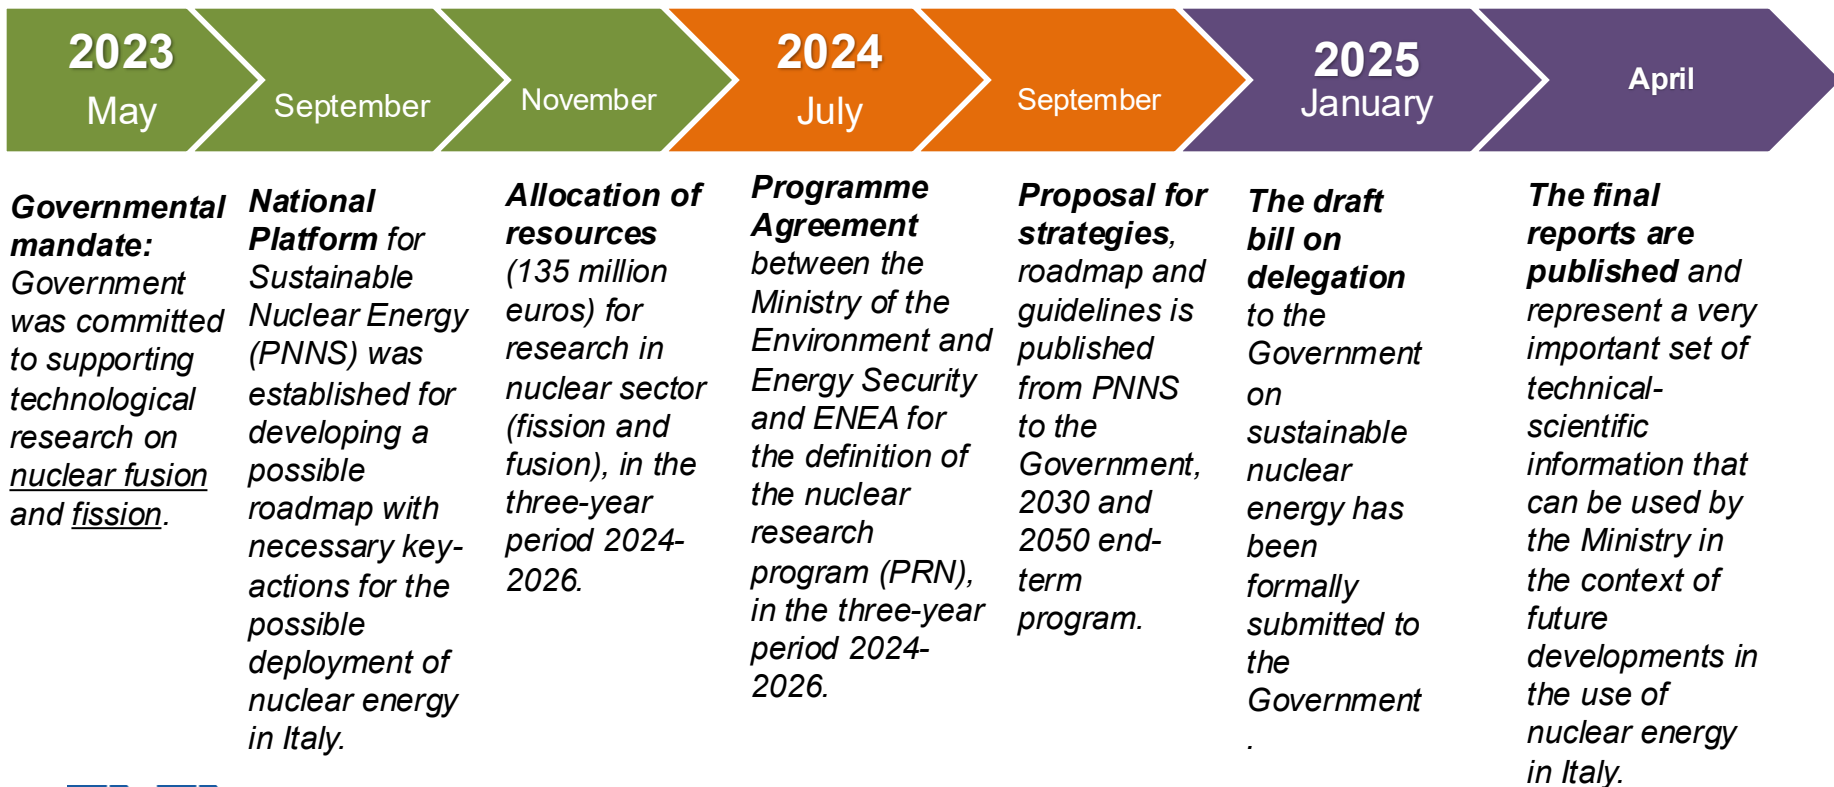 2023
May
September
November
2024
July
September
2025
January
April
Governmental
mandate:
Government
was committed
to supporting
technological
research on
nuclear fusion
and fission.
National
Platform for
Sustainable
Nuclear Energy
(PNNS) was
established for
developing a
possible
roadmap with
necessary key-
actions for the
possible
deployment of
nuclear energy
in Italy.
Allocation of
resources
(135 million
euros) for
research in
nuclear sector
(fission and
fusion), in the
three-year
period 2024-
2026.
Programme
Agreement
between the
Ministry of the
Environment and
Energy Security
and ENEA for
the definition of
the nuclear
research
program (PRN),
in the three-year
period 2024-
2026.
Proposal for
strategies,
roadmap and
guidelines is
published
from PNNS
to the
Government,
2030 and
2050 end-
term
program.
The draft
bill on
delegation
to the
Government
on
sustainable
nuclear
energy has
been
formally
submitted to
the
Government
.
The final
reports are
published and
represent a very
important set of
technical-
scientific
information that
can be used by
the Ministry in
the context of
future
developments in
the use of
nuclear energy
in Italy.